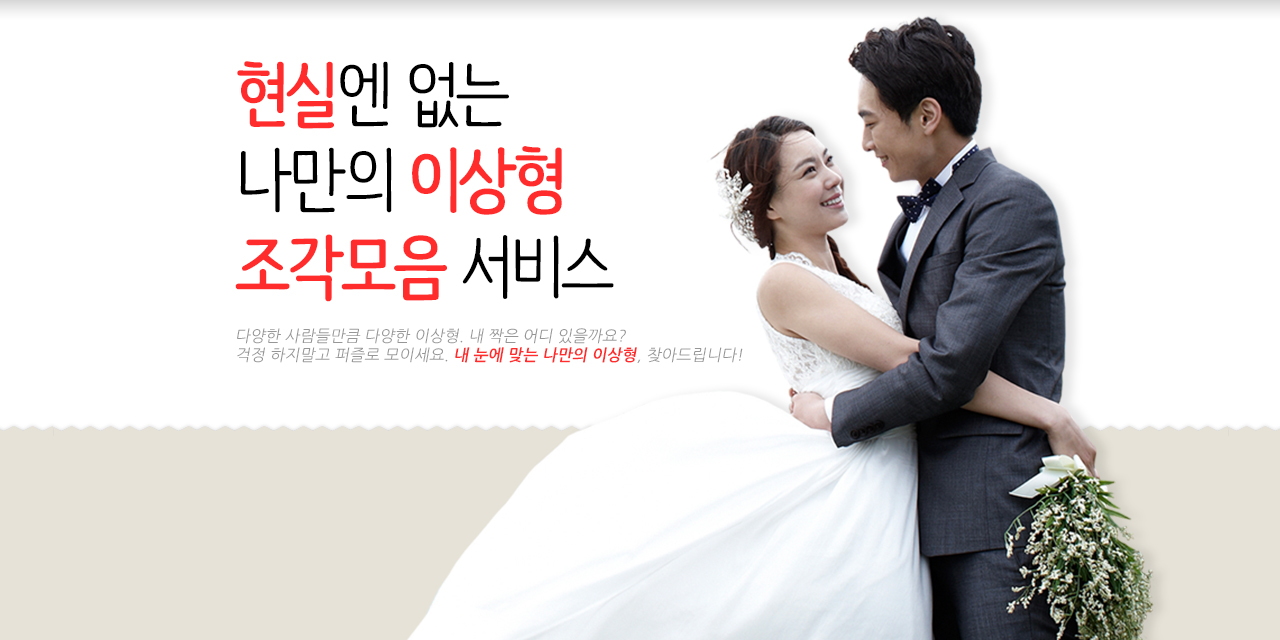 현실엔 없는
나만의 이상형
조각모음 서비스
다양한 사람들만큼 다양한 이상형. 내 짝은 어디 있을까요?
걱정 하지말고 퍼즐로 모이세요. 내 눈에 맞는 나만의 이상형, 찾아드립니다!